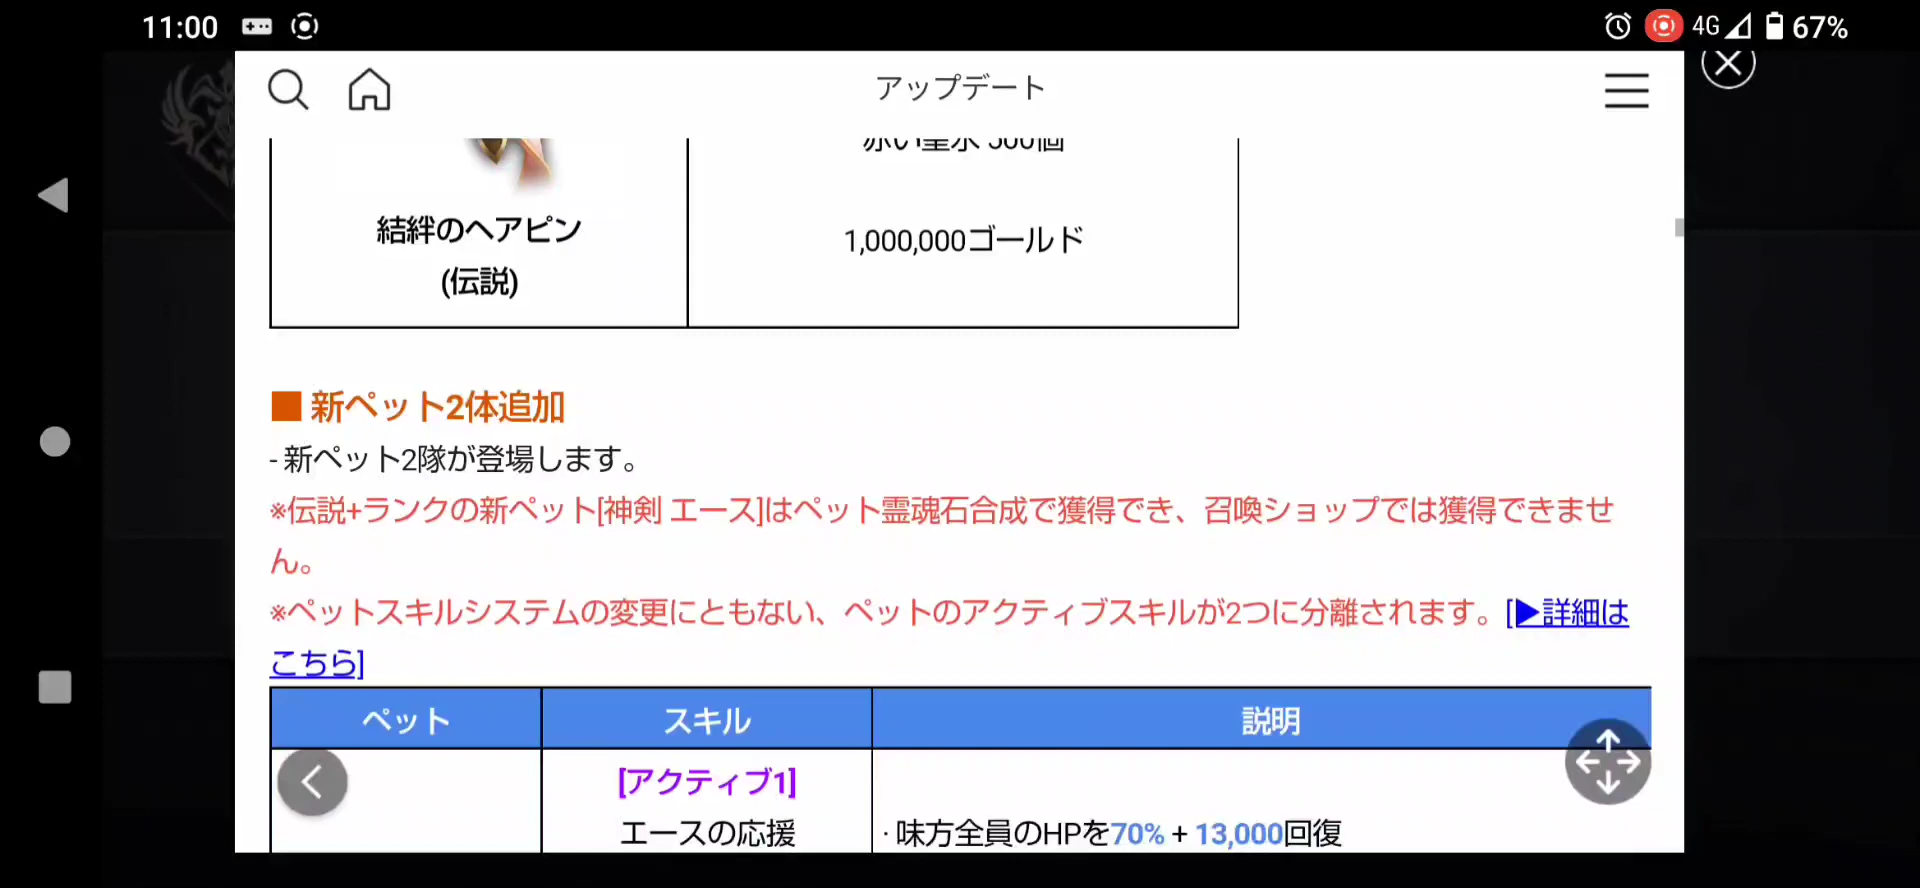 11:00
4G
67%
アップデート
赤い聖水 500個
結絆のヘアピン
(伝説)
1,000,000ゴールド
■ 新ペット2体追加
- 新ペット2隊が登場します。
※伝説+ランクの新ペット[神剣 エース]はペット霊魂石合成で獲得でき、召喚ショップでは獲得できませ
ん。
※ペットスキルシステムの変更にともない、ペットのアクティブスキルが2つに分離されます。[▶詳細は
こちら]
ペット
スキル
説明
[アクティブ1]
エースの応援
· 味方全員のHPを70% + 13,000回復